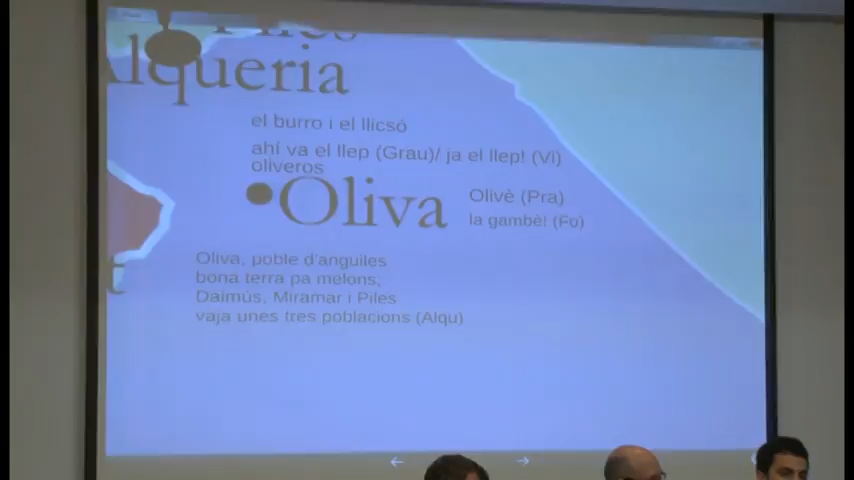 Piles
Alqueria
el burro i el llicsó
ahí va el llep (Grau)/ ja el llep! (Vi)
oliveros
Oliva
Olivè (Pra)
la gambè! (Fo)
Oliva, poble d'anguiles
bona terra pa melons;
Daimús, Miramar i Piles
vaja unes tres poblacions (Alqu)
t